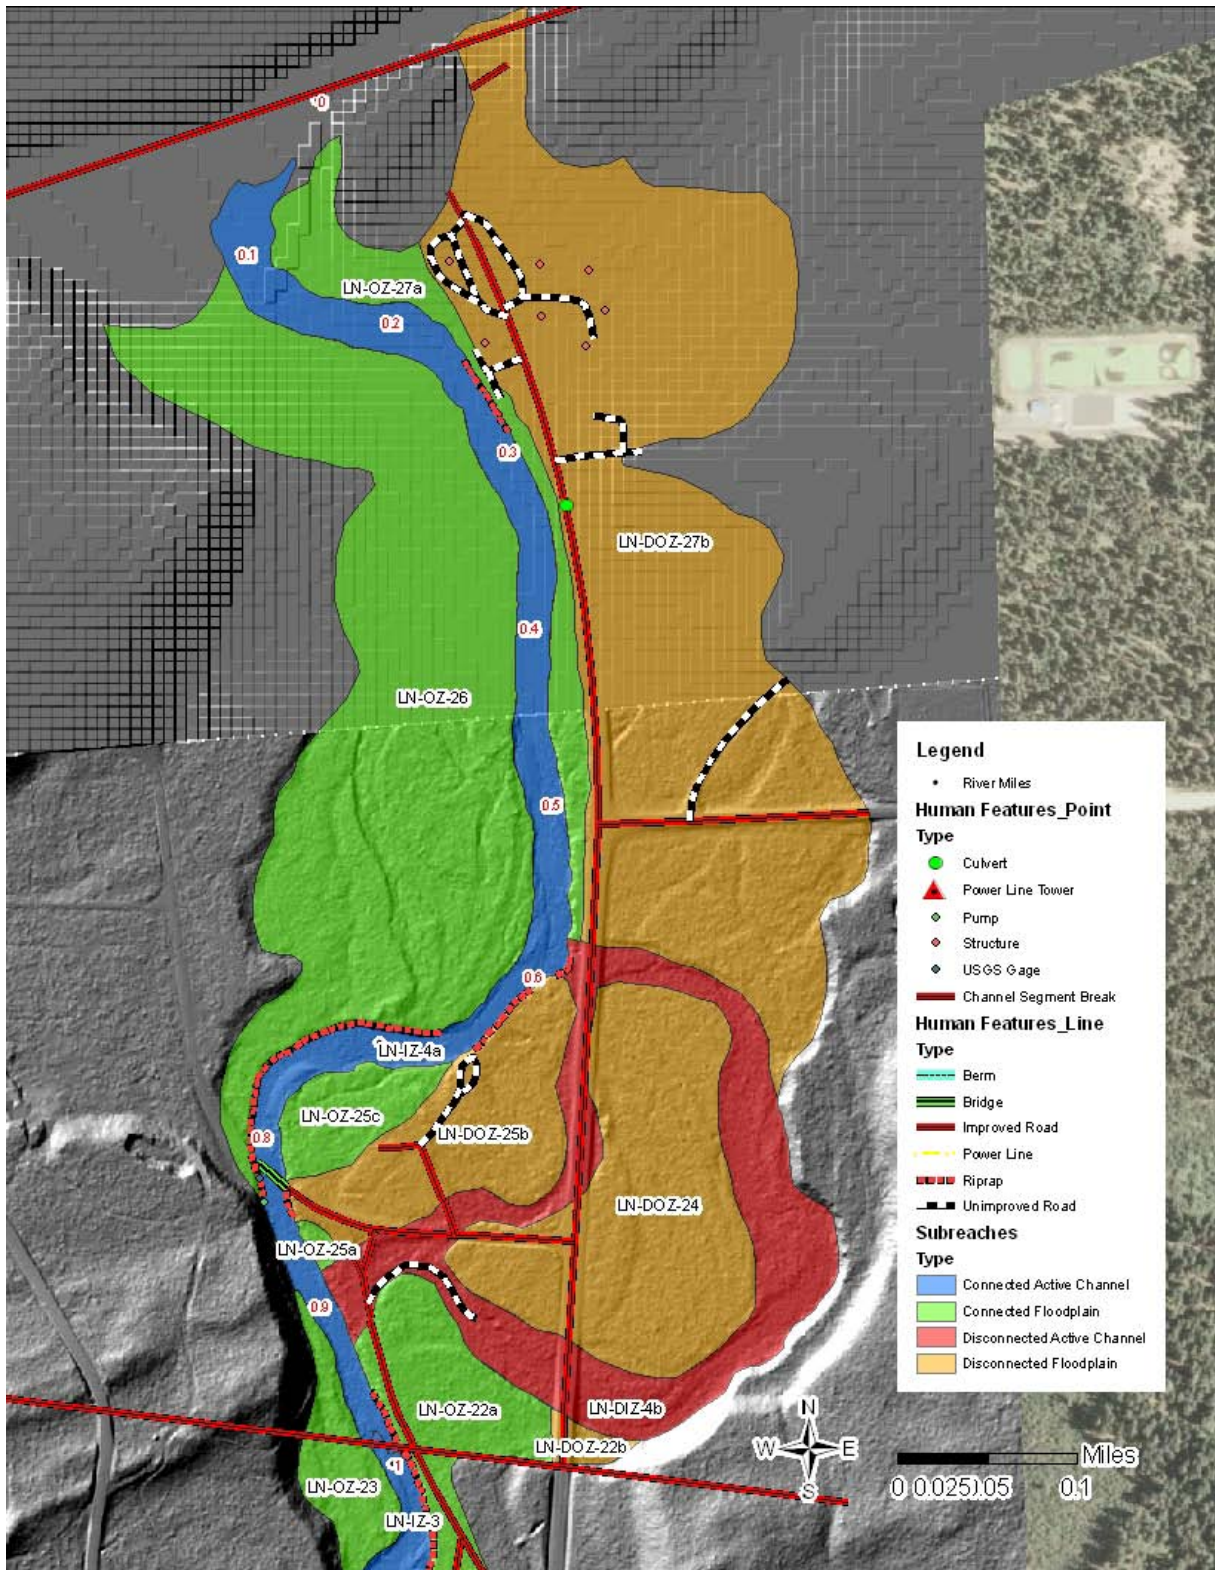 0
0.1
LN-OZ-27a
0.2
0.3
LN-DOZ-27b
0.4
LN-OZ-26
0.5
0.6
LN-IZ-4a
LN-OZ-25c
LN-DOZ-25b
0.8
LN-DOZ-24
LN-OZ-25a
0.9
LN-OZ-22a
LN-DIZ-4b
LN-DOZ-22b
1
LN-OZ-23
LN-IZ-3
Legend
River Miles
Human Features_Point
Type
Culvert
Power Line Tower
Pump
Structure
USGS Gage
Channel Segment Break
Human Features_Line
Type
Berm
Bridge
Improved Road
Power Line
Riprap
Unimproved Road
Subreaches
Type
Connected Active Channel
Connected Floodplain
Disconnected Active Channel
Disconnected Floodplain
N
W E
S
Miles
0 0.025 0.05 0.1